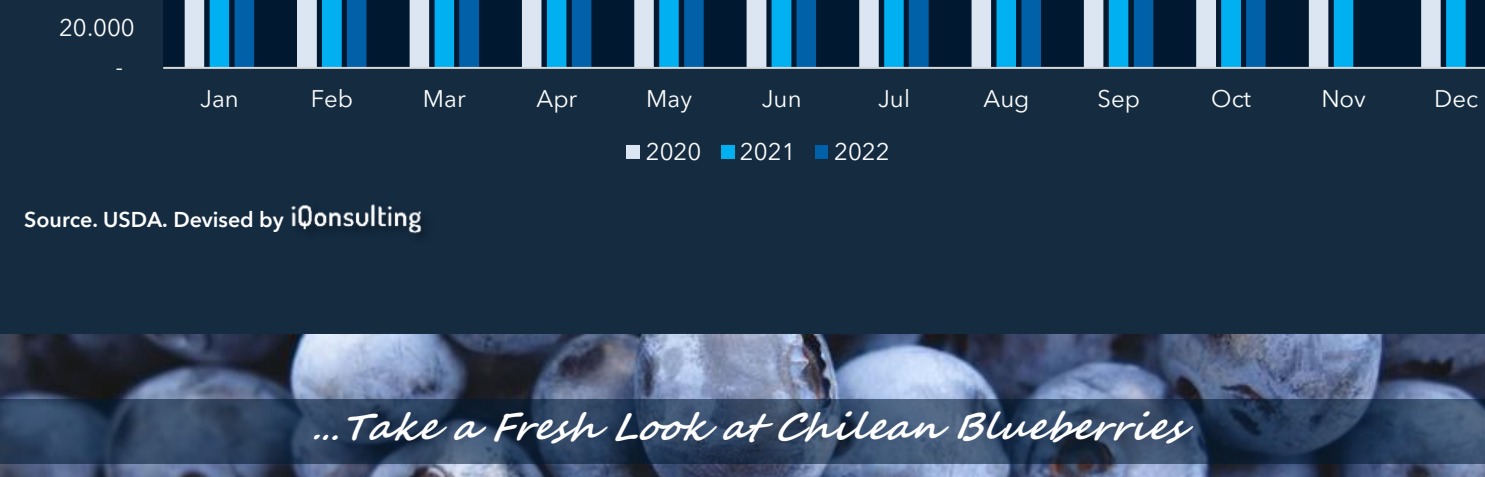 20.000
-
Jan Feb Mar Apr May Jun Jul Aug Sep Oct Nov Dec
2020 2021 2022
Source. USDA. Devised by iQonsulting
...Take a Fresh Look at Chilean Blueberries